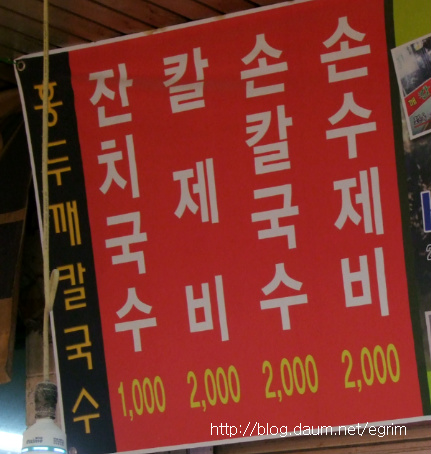 홍두깨칼국수
잔치국수 1,000
칼제비 2,000
손칼국수 2,000
손수제비 2,000
http://blog.daum.net/egrim